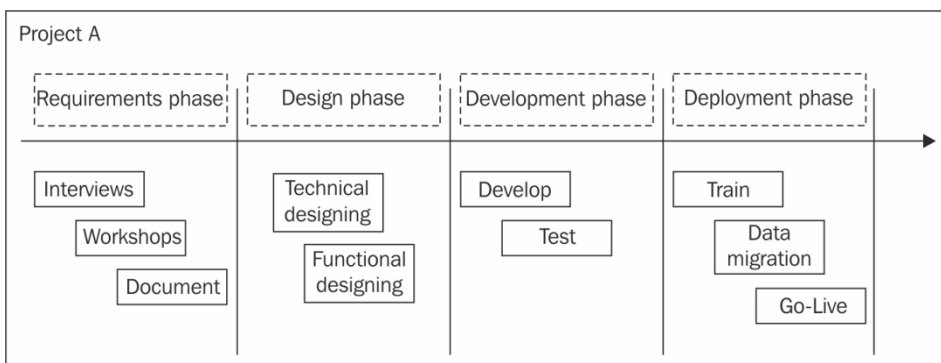 Project A
Requirements phase
Design phase
Development phase
Deployment phase
Interviews
Workshops
Document
Technical
designing
Functional
designing
Develop
Test
Train
Data
migration
Go-Live